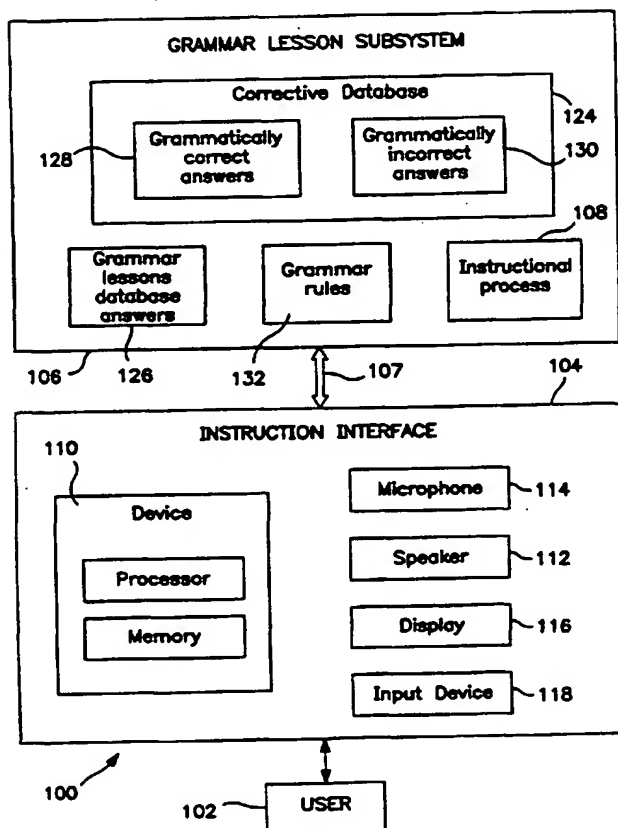 GRAMMAR LESSON SUBSYSTEM
Corrective Database
124
Grammatically
correct
answers
Grammatically
incorrect
answers
128
130
108
Grammar
lessons
database
answers
Grammar
rules
Instructional
process
106
126
132
107
104
INSTRUCTION INTERFACE
110
Device
Processor
Memory
Microphone
114
Speaker
112
Display
116
Input Device
118
100
102
USER